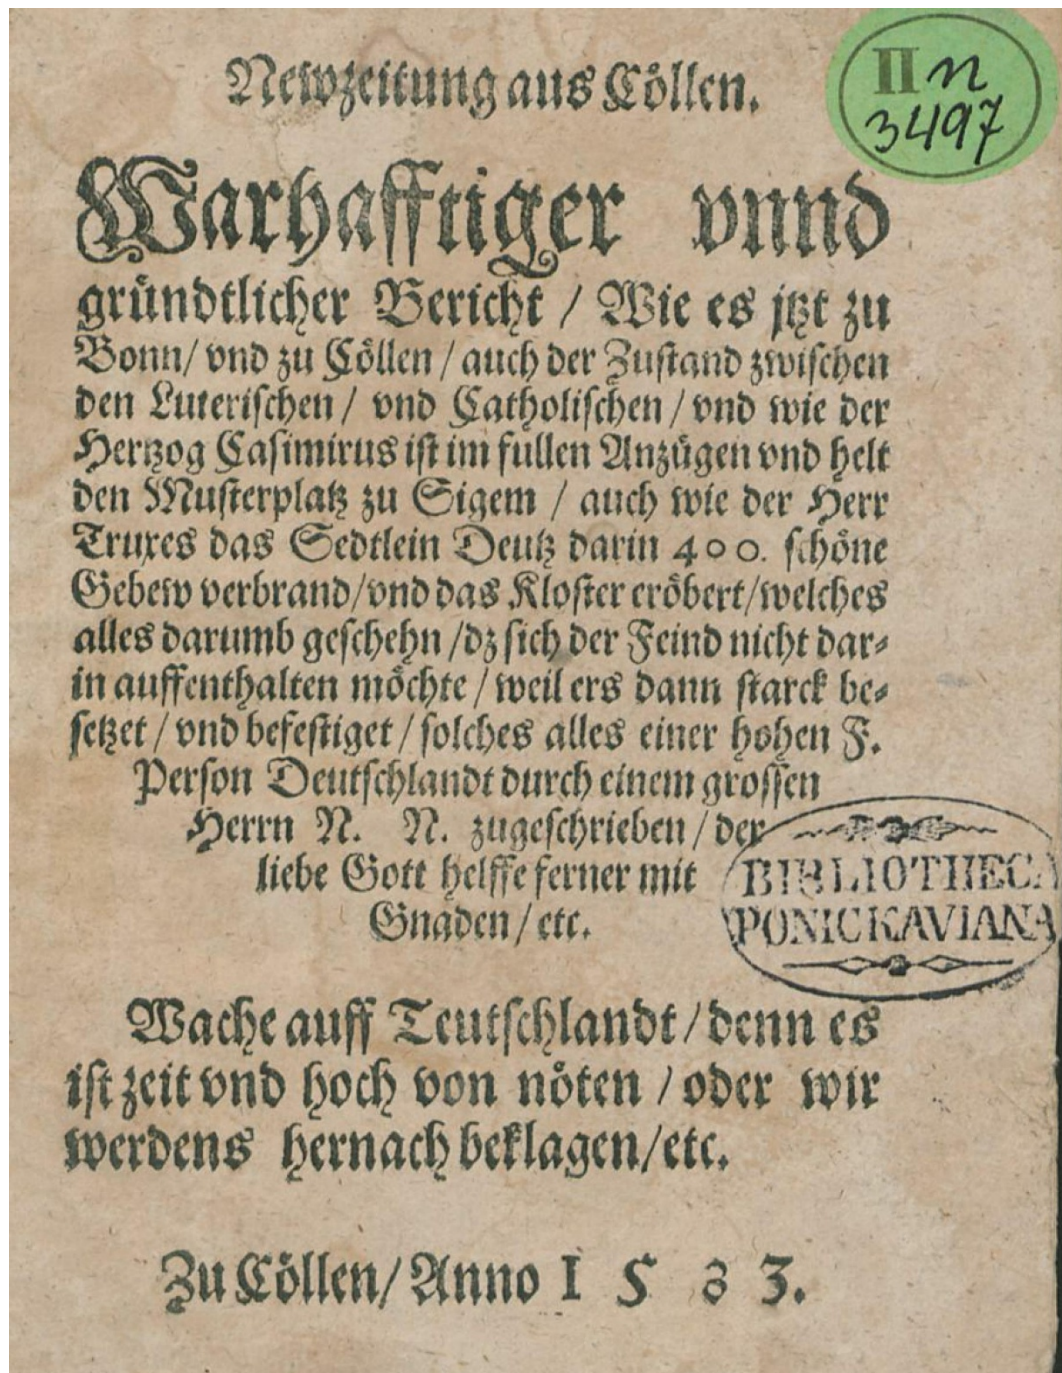 Newzeitung aus Cöllen.
II n
3497
Warhafftiger vnnd
gründtlicher Bericht / Wie es jtzt zu
Bonn / vnd zu Cöllen / auch der Zustand zwischen
den Luterischen / vnd Catholischen / vnd wie der
Hertzog Casimirus ist im fullen Anzügen vnd helt
den Musterplatz zu Sigem / auch wie der Herr
Truxes das Sedtlein Deutz darin 400. schöne
Gebew verbrand / vnd das Kloster eröbert / welches
alles darumb geschehn / dz sich der Feind nicht dar-
in auffenthalten möchte / weil ers dann starck be-
setzet / vnd befestiget / solches alles einer hohen F.
Person Deutschlandt durch einem grossen
Herrn N. N. zugeschrieben / der
liebe Gott helffe ferner mit
Gnaden / etc.
BIBLIOTHECA
PONICKAVIANA
Wache auff Teutschlandt / denn es
ist zeit vnd hoch von nöten / oder wir
werdens hernach beklagen / etc.
Zu Cöllen / Anno 1583.